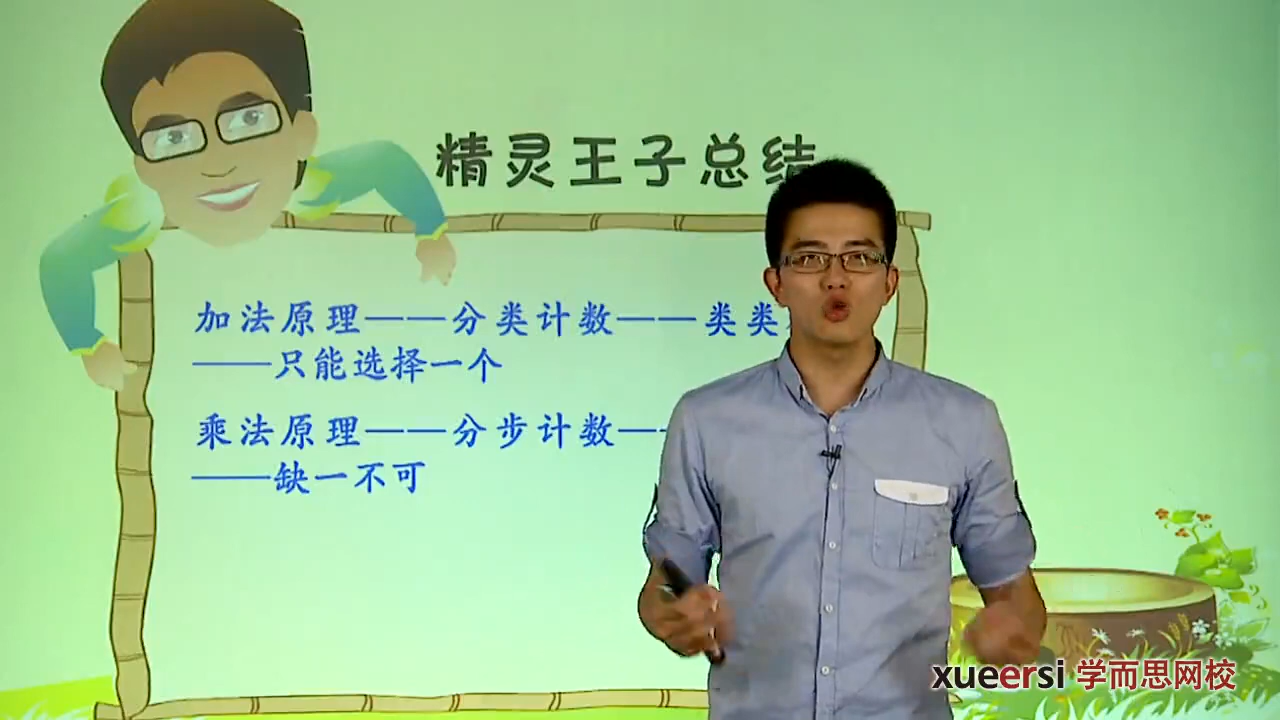 精灵王子总结
加法原理——分类计数——类类
——只能选择一个
乘法原理——分步计数—
——缺一不可
xueersi 学而思网校